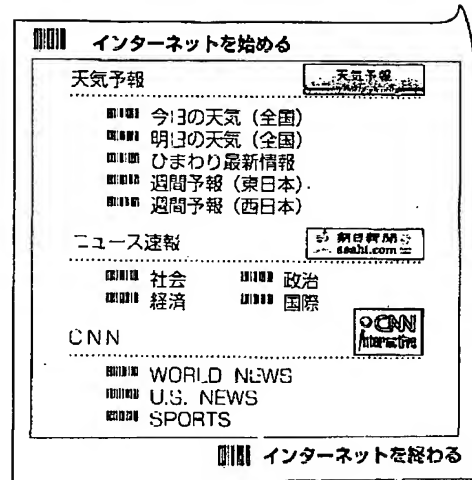 インターネットを始める
天気予報 天気予報
今日の天気（全国）
明日の天気（全国）
ひまわり最新情報
週間予報（東日本）
週間予報（西日本）
ニュース速報 朝日新聞 asahi.com
社会 政治
経済 国際
CNN CNN Interactive
WORLD NEWS
U.S. NEWS
SPORTS
インターネットを終わる